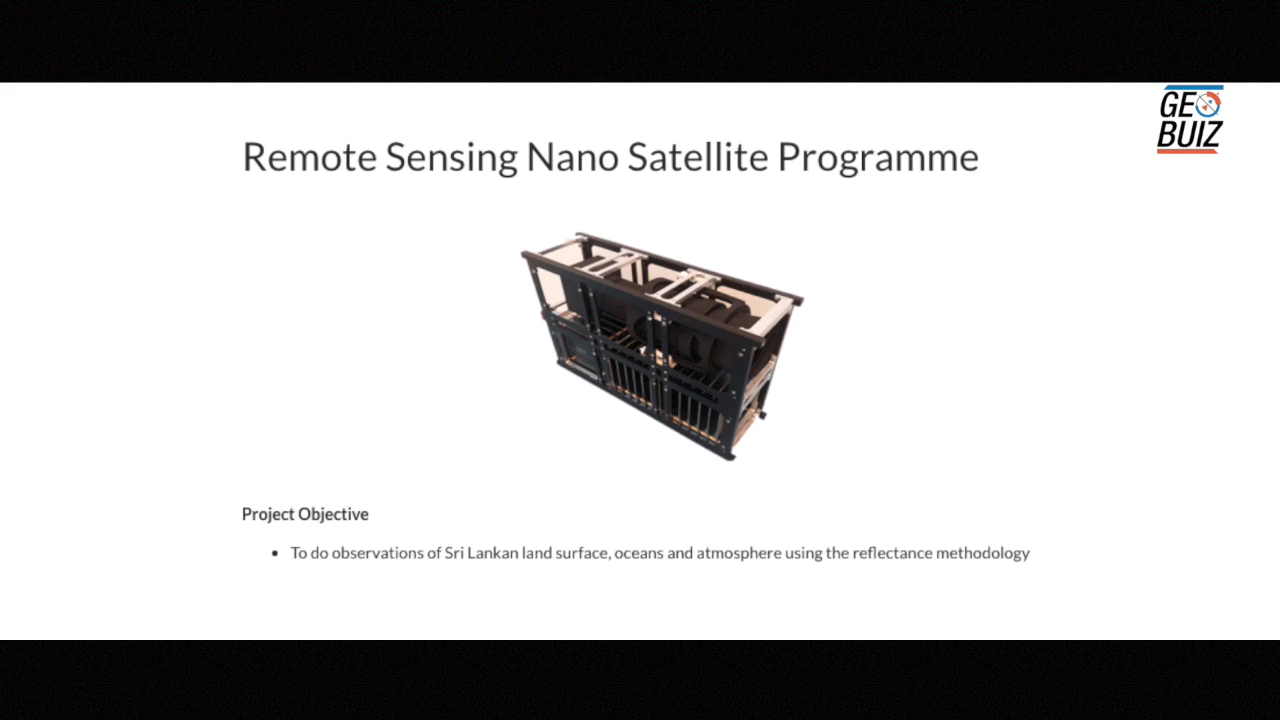 GEO
BUIZ
Remote Sensing Nano Satellite Programme
Project Objective
• To do observations of Sri Lankan land surface, oceans and atmosphere using the reflectance methodology